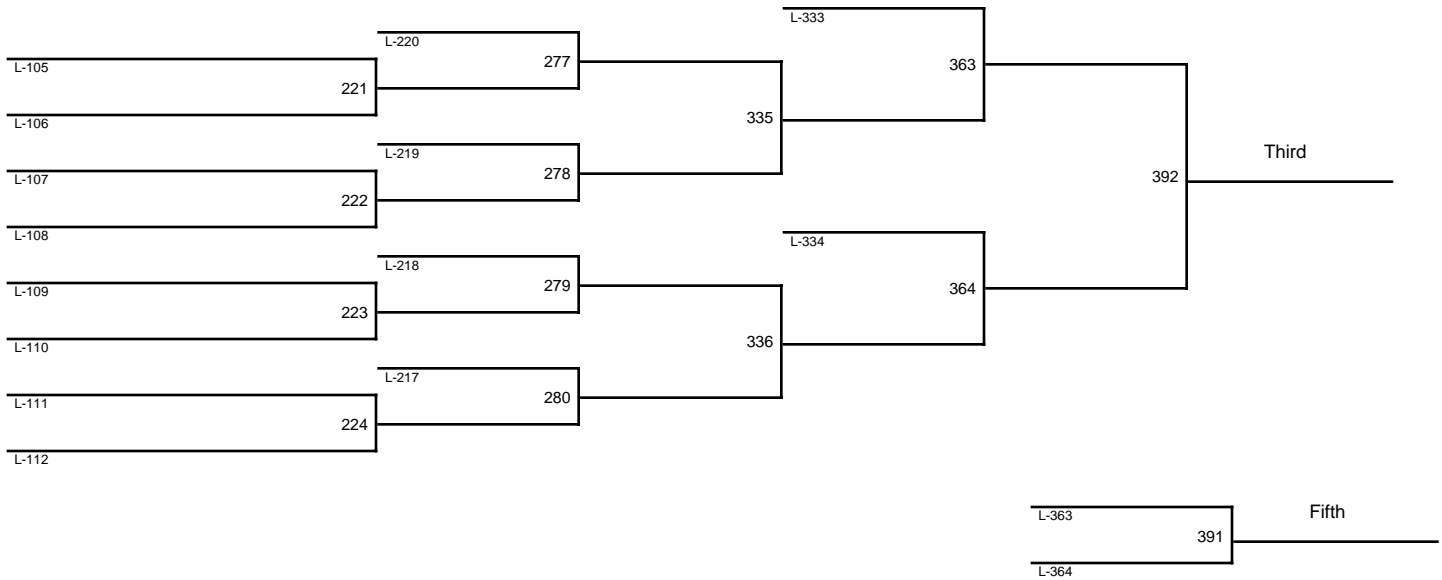 L-333
L-220
277
363
L-105
221
L-106
335
L-219
278
Third
L-107
222
392
L-108
L-334
L-218
279
364
L-109
223
L-110
336
L-217
280
L-111
224
L-112
L-363
Fifth
391
L-364